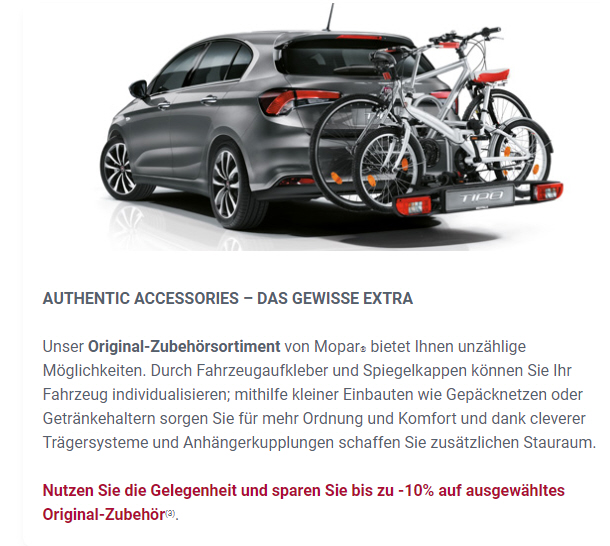 TIPO
AUTHENTIC ACCESSORIES – DAS GEWISSE EXTRA
Unser Original-Zubehörsortiment von Mopar® bietet Ihnen unzählige
Möglichkeiten. Durch Fahrzeugaufkleber und Spiegelkappen können Sie Ihr
Fahrzeug individualisieren; mithilfe kleiner Einbauten wie Gepäcknetzen oder
Getränkehaltern sorgen Sie für mehr Ordnung und Komfort und dank cleverer
Trägersysteme und Anhängerkupplungen schaffen Sie zusätzlichen Stauraum.
Nutzen Sie die Gelegenheit und sparen Sie bis zu -10% auf ausgewähltes
Original-Zubehör(3).